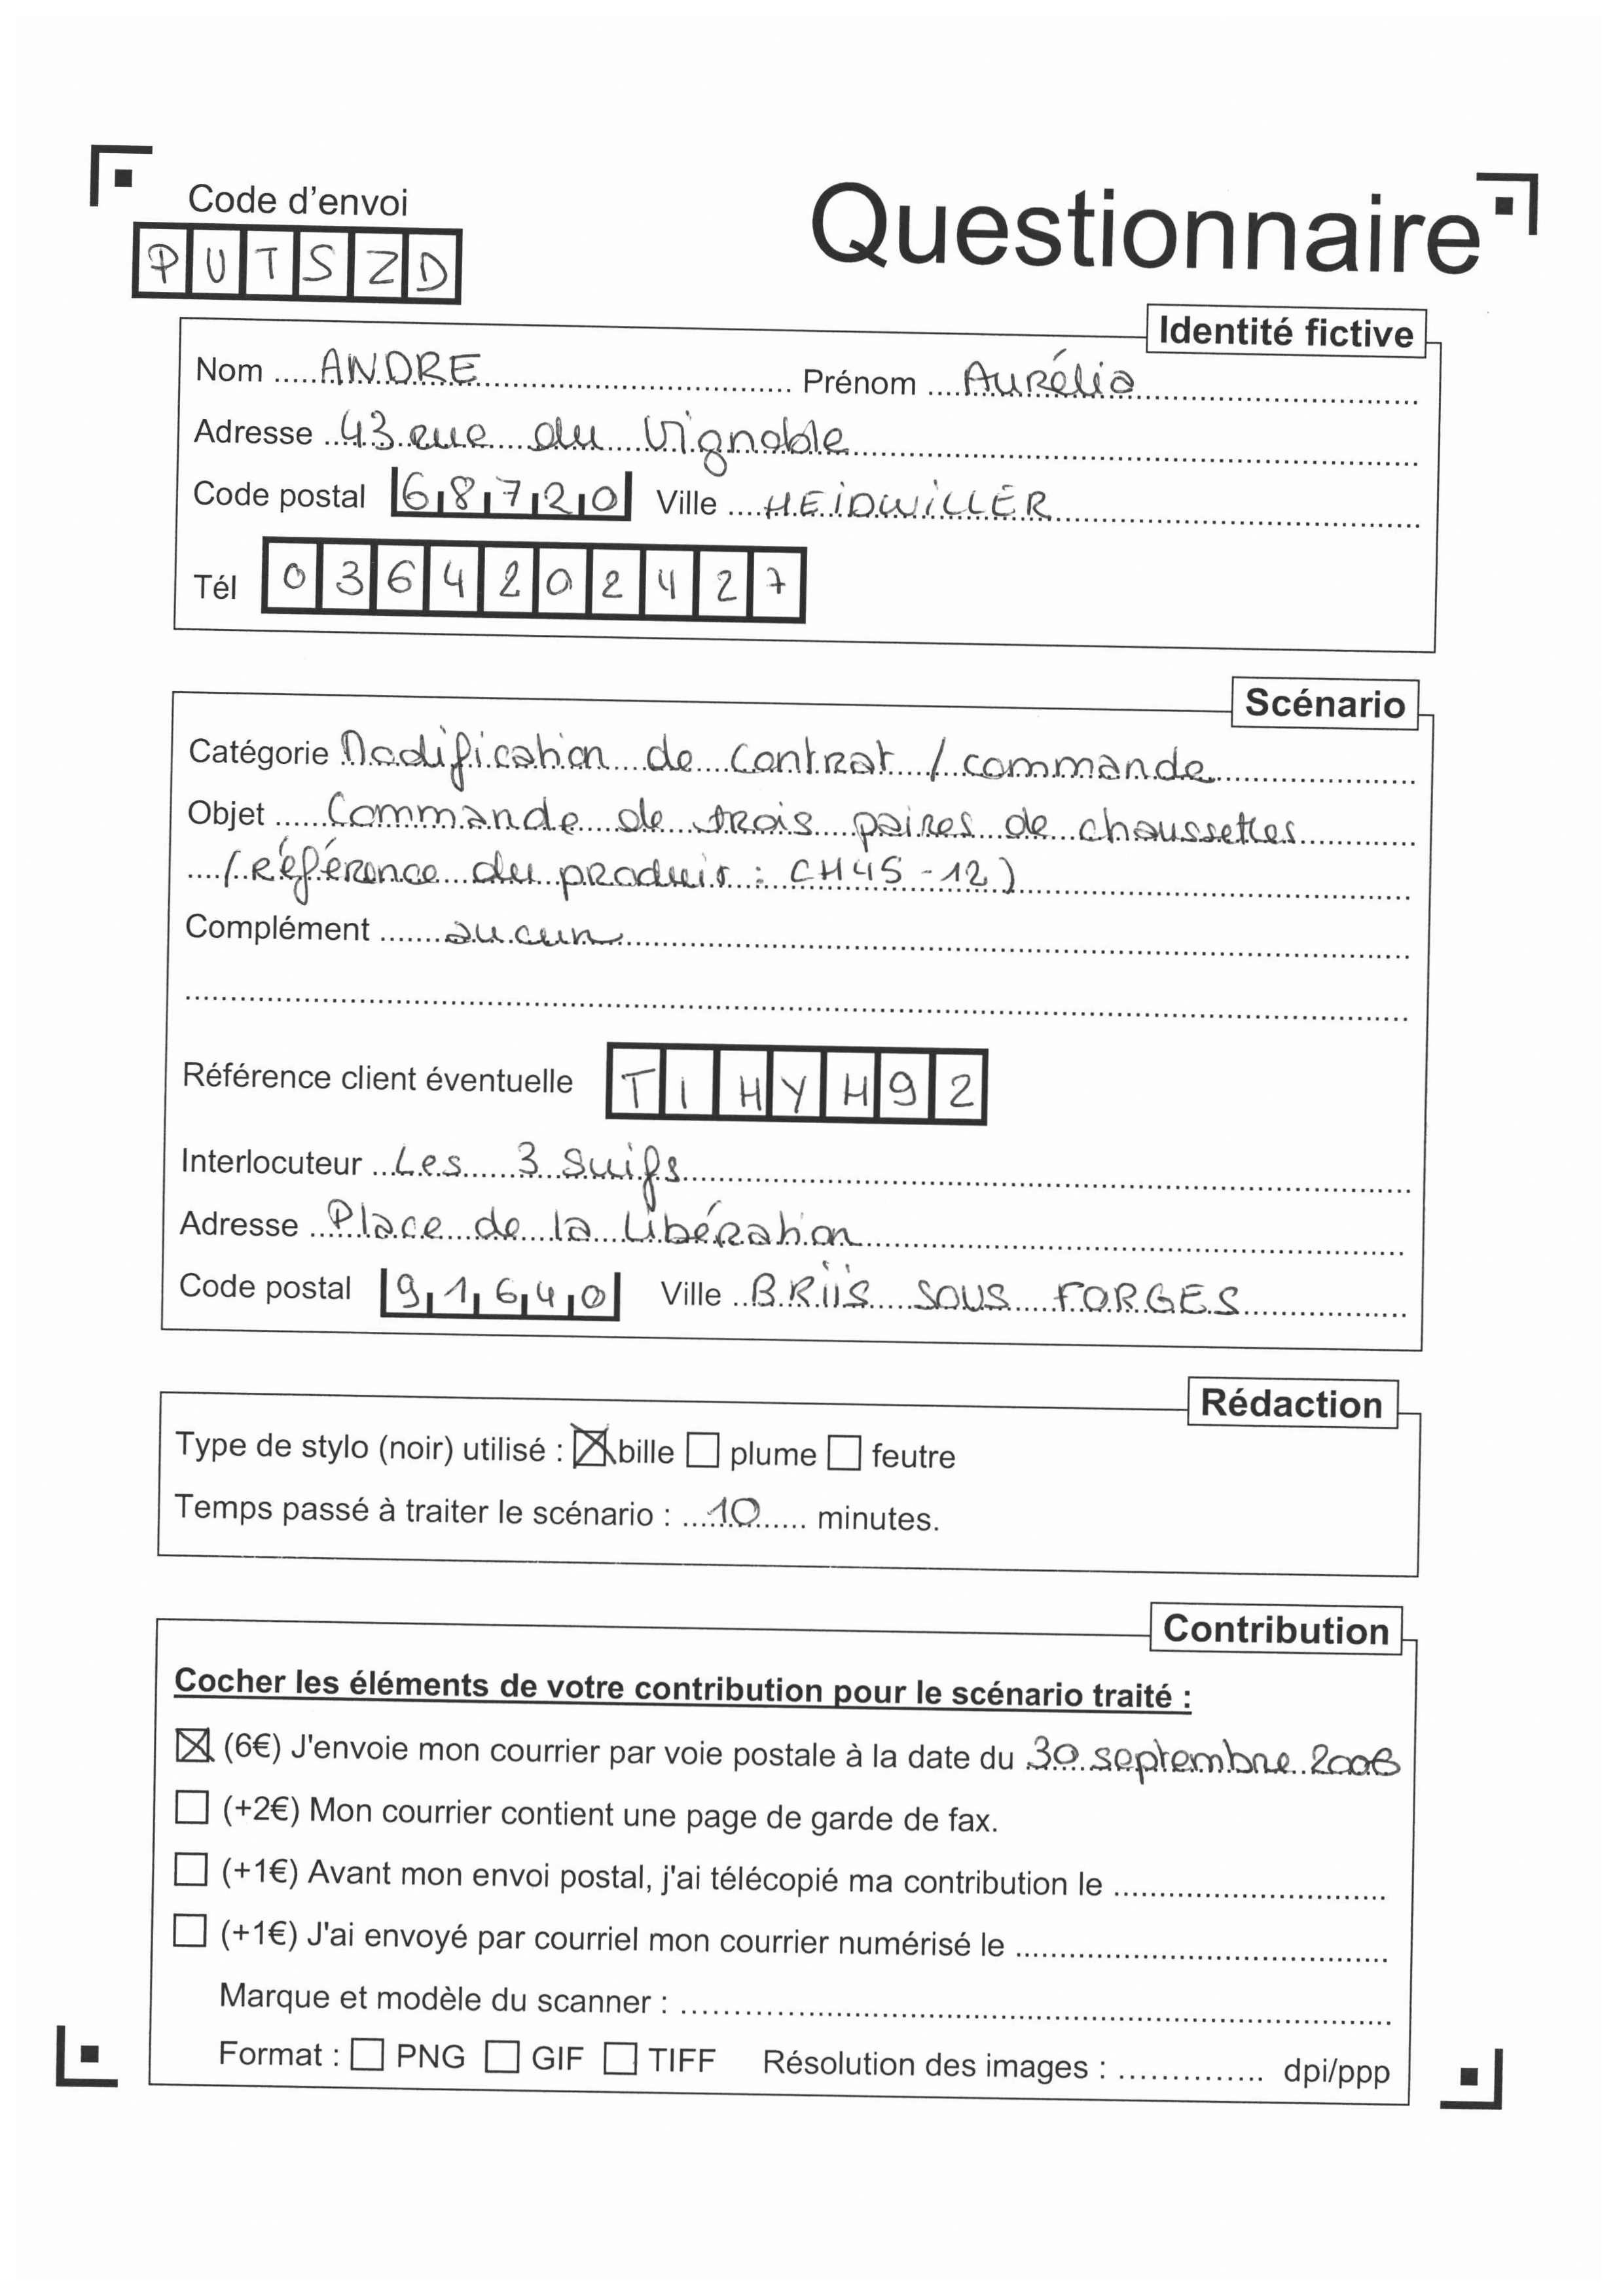 Code d'envoi
Questionnaire
PUTSZD
Identité fictive
Nom ANDRE Prénom Aurélia
Adresse 43 rue du Vignoble
Code postal 68720 Ville HEIDWILLER
Tél 0364202427
Scénario
Catégorie Modification de contrat / commande
Objet Commande de trois paires de chaussettes
(Référence du produit : CH45-12)
Complément aucun
Référence client éventuelle TIHYH92
Interlocuteur Les 3 Suifs
Adresse Place de la Libération
Code postal 91640 Ville BRIIS SOUS FORGES
Rédaction
Type de stylo (noir) utilisé : ☒ bille ☐ plume ☐ feutre
Temps passé à traiter le scénario : 10 minutes.
Contribution
Cocher les éléments de votre contribution pour le scénario traité :
☒ (6€) J'envoie mon courrier par voie postale à la date du 30 septembre 2006
☐ (+2€) Mon courrier contient une page de garde de fax.
☐ (+1€) Avant mon envoi postal, j'ai télécopié ma contribution le
☐ (+1€) J'ai envoyé par courriel mon courrier numérisé le
Marque et modèle du scanner :
Format : ☐ PNG ☐ GIF ☐ TIFF Résolution des images : dpi/ppp